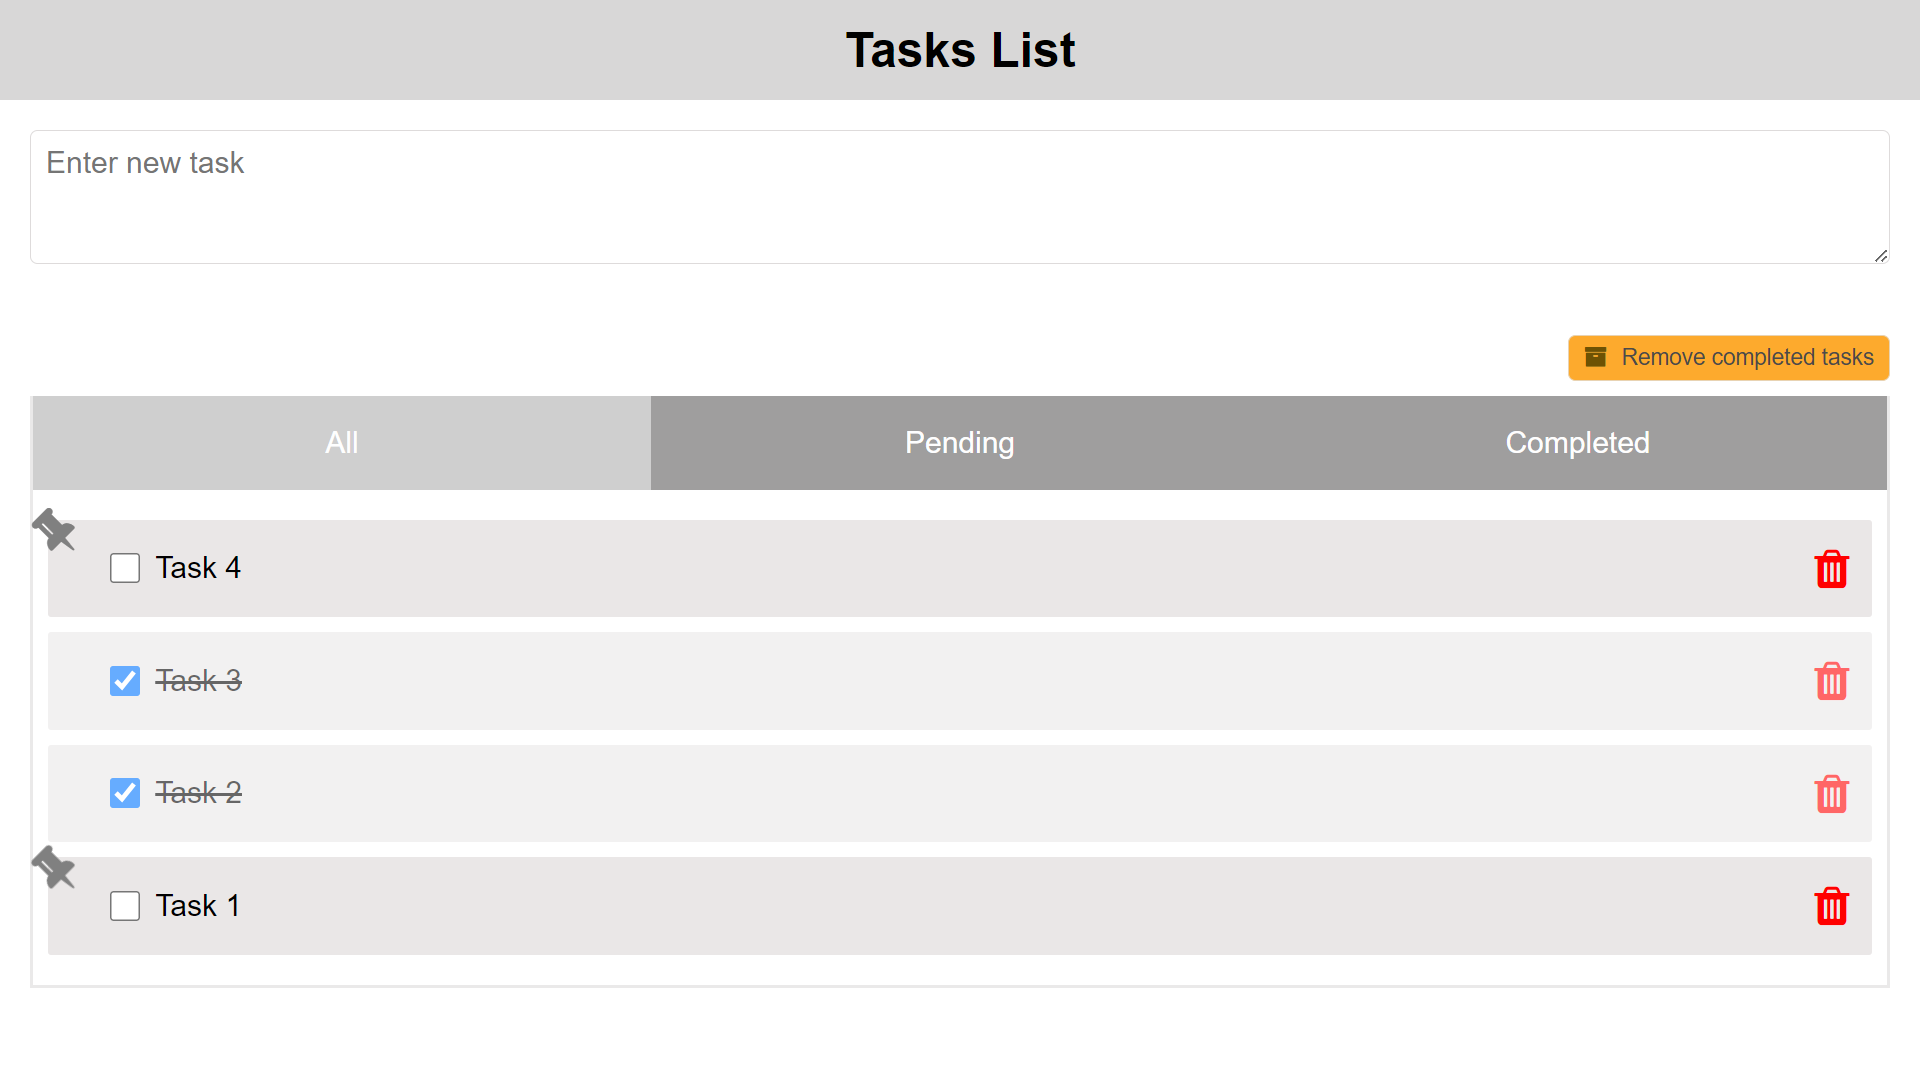 Tasks List
Enter new task
Remove completed tasks
All
Pending
Completed
Task 4
Task 3
Task 2
Task 1